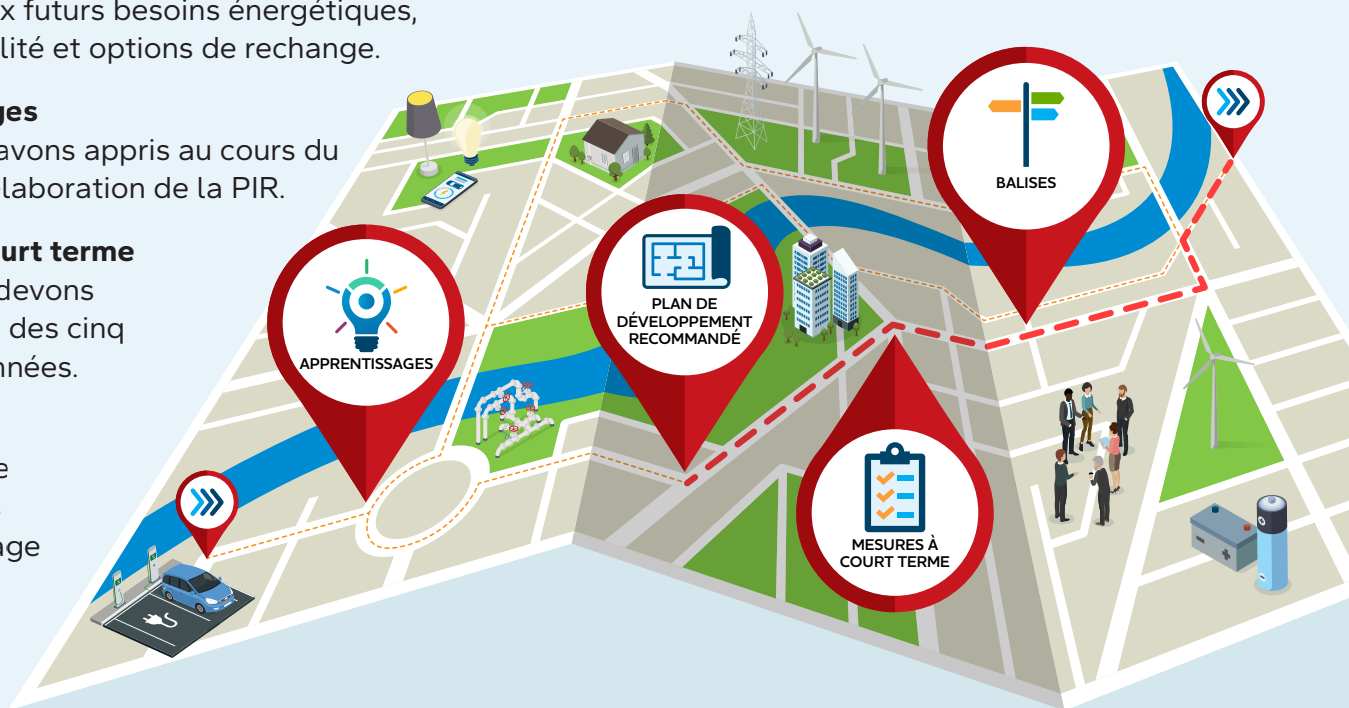 x futurs besoins énergétiques,
lité et options de rechange.
ges
avons appris au cours du
élaboration de la PIR.
urt terme
devons
des cinq
nnées.
e
age
APPRENTISSAGES
PLAN DE
DÉVELOPPEMENT
RECOMMANDÉ
BALISES
MESURES À
COURT TERME